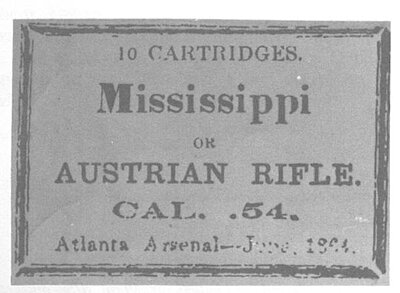 10 CARTRIDGES.
Mississippi
OR
AUSTRIAN RIFLE.
CAL. .54.
Atlanta Arsenal—June, 1864.